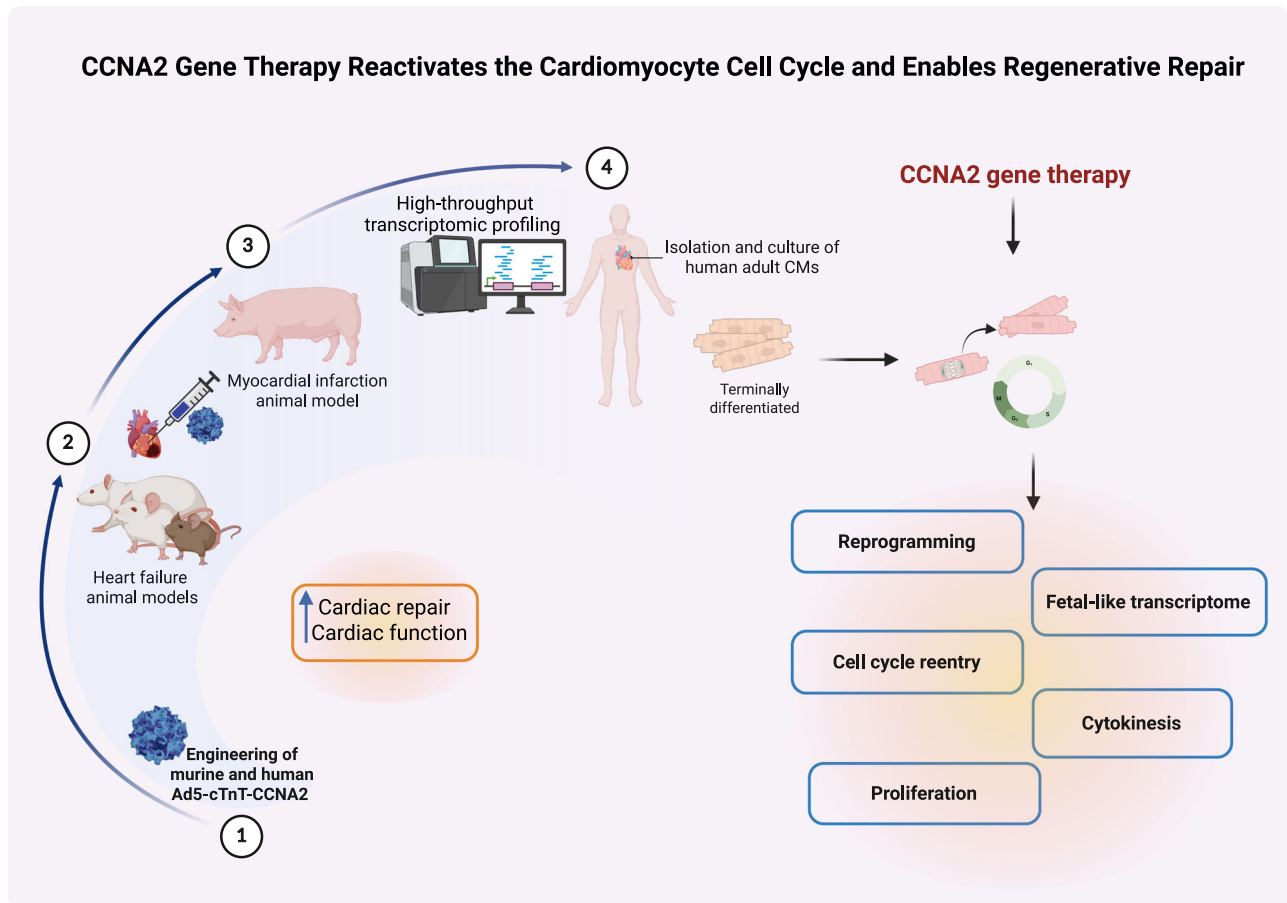 CCNA2 Gene Therapy Reactivates the Cardiomyocyte Cell Cycle and Enables Regenerative Repair
4
High-throughput
transcriptomic profiling
Isolation and culture of
human adult CMs
3
Myocardial infarction
animal model
2
Heart failure
animal models
Cardiac repair
Cardiac function
Engineering of
murine and human
Ad5-cTnT-CCNA2
1
Terminally
differentiated
CCNA2 gene therapy
G₁
S
G₂
M
Reprogramming
Fetal-like transcriptome
Cell cycle reentry
Cytokinesis
Proliferation